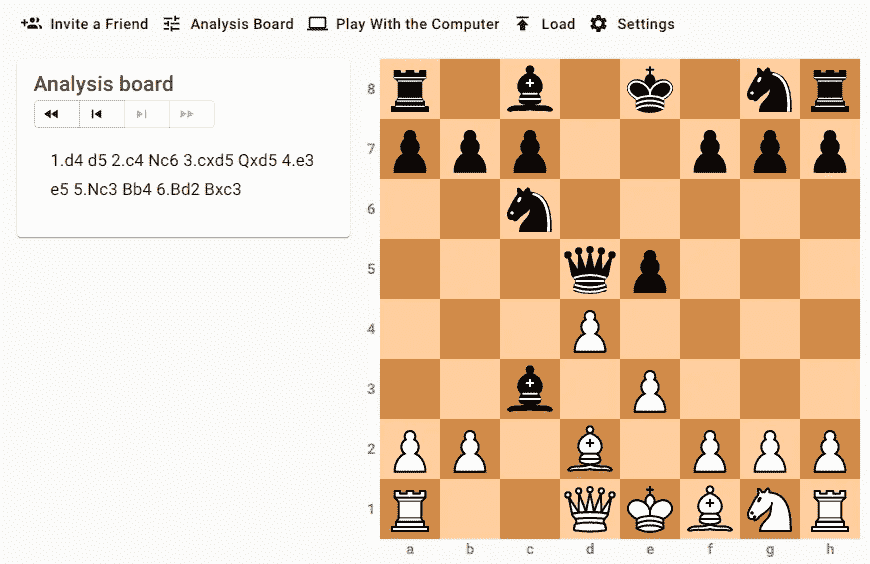 Invite a Friend Analysis Board Play With the Computer Load Settings
Analysis board
1.d4 d5 2.c4 Nc6 3.cxd5 Qxd5 4.e3
e5 5.Nc3 Bb4 6.Bd2 Bxc3
8
7
6
5
4
3
2
1
a b c d e f g h